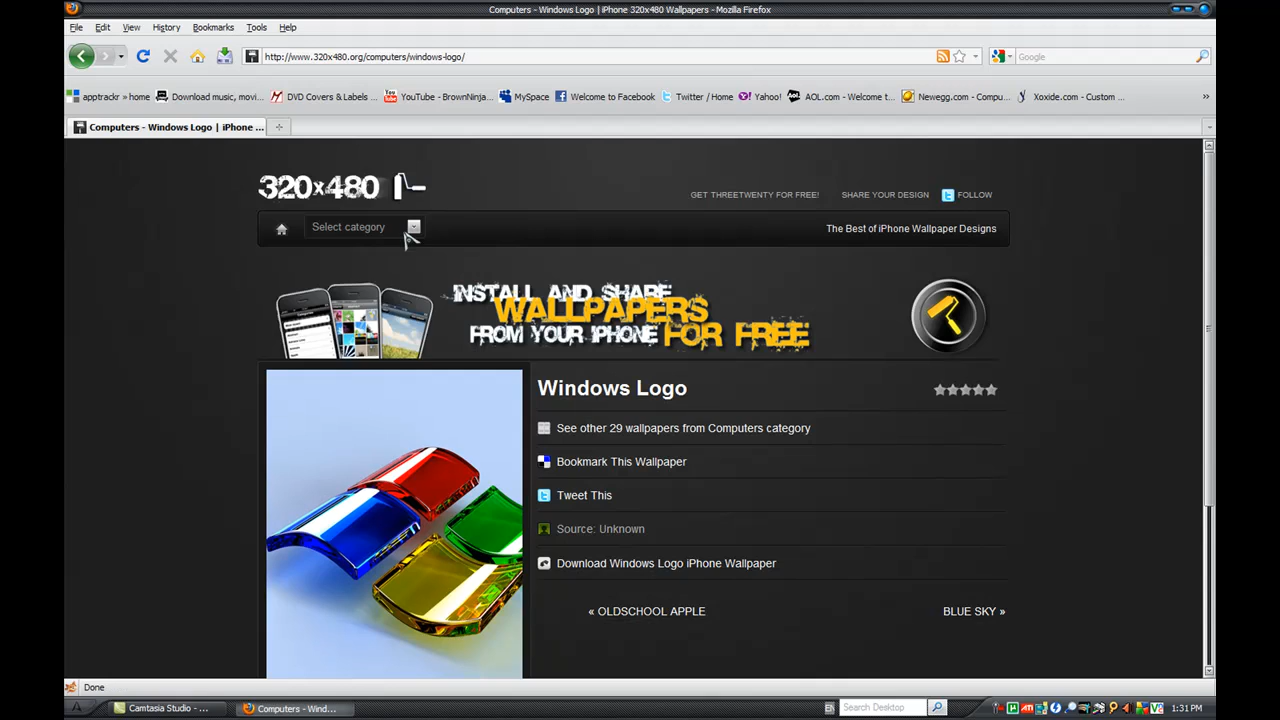 Computers - Windows Logo | iPhone 320x480 Wallpapers - Mozilla Firefox
File Edit View History Bookmarks Tools Help
http://www.320x480.org/computers/windows-logo/
Google
apptrackr » home Download music, movi... DVD Covers & Labels ... YouTube - BrownNinja... MySpace Welcome to Facebook Twitter / Home Yahoo! AOL.com - Welcome t... Newegg.com - Compu... Xoxide.com - Custom ... »
Computers - Windows Logo | iPhone ...
320x480
GET THREETWENTY FOR FREE! SHARE YOUR DESIGN FOLLOW
Select category
The Best of iPhone Wallpaper Designs
INSTALL AND SHARE
WALLPAPERS
FROM YOUR IPHONE FOR FREE
Windows Logo
See other 29 wallpapers from Computers category
Bookmark This Wallpaper
Tweet This
Source: Unknown
Download Windows Logo iPhone Wallpaper
« OLDSCHOOL APPLE BLUE SKY »
Done
Camtasia Studio - ... Computers - Wind... EN Search Desktop 1:31 PM